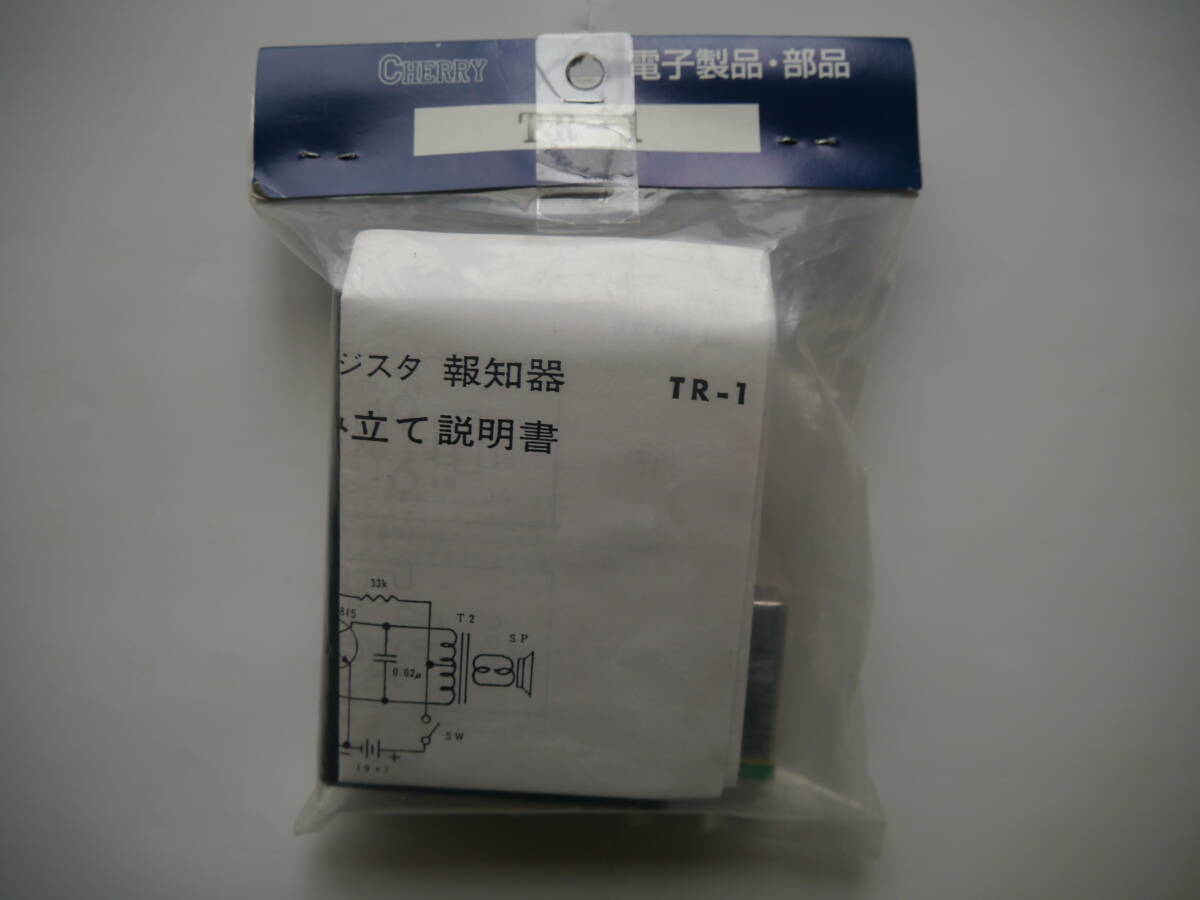 CHERRY 電子製品・部品
ジスタ 報知器 TR-1
み立て説明書
33k
815
T2
SP
0.02μ
SW
- +